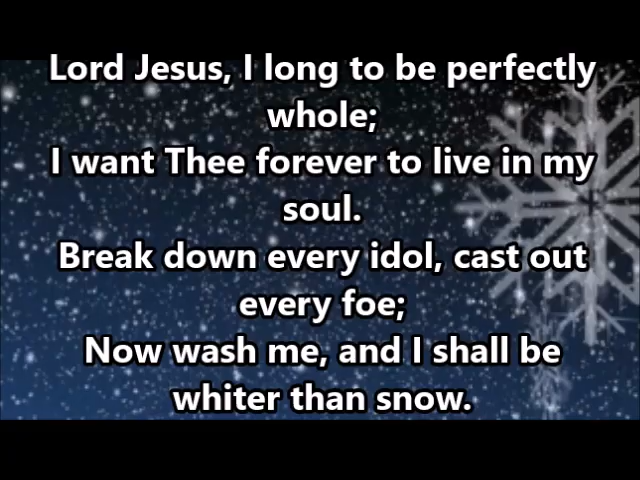 Lord Jesus, I long to be perfectly
whole;
I want Thee forever to live in my
soul.
Break down every idol, cast out
every foe;
Now wash me, and I shall be
whiter than snow.